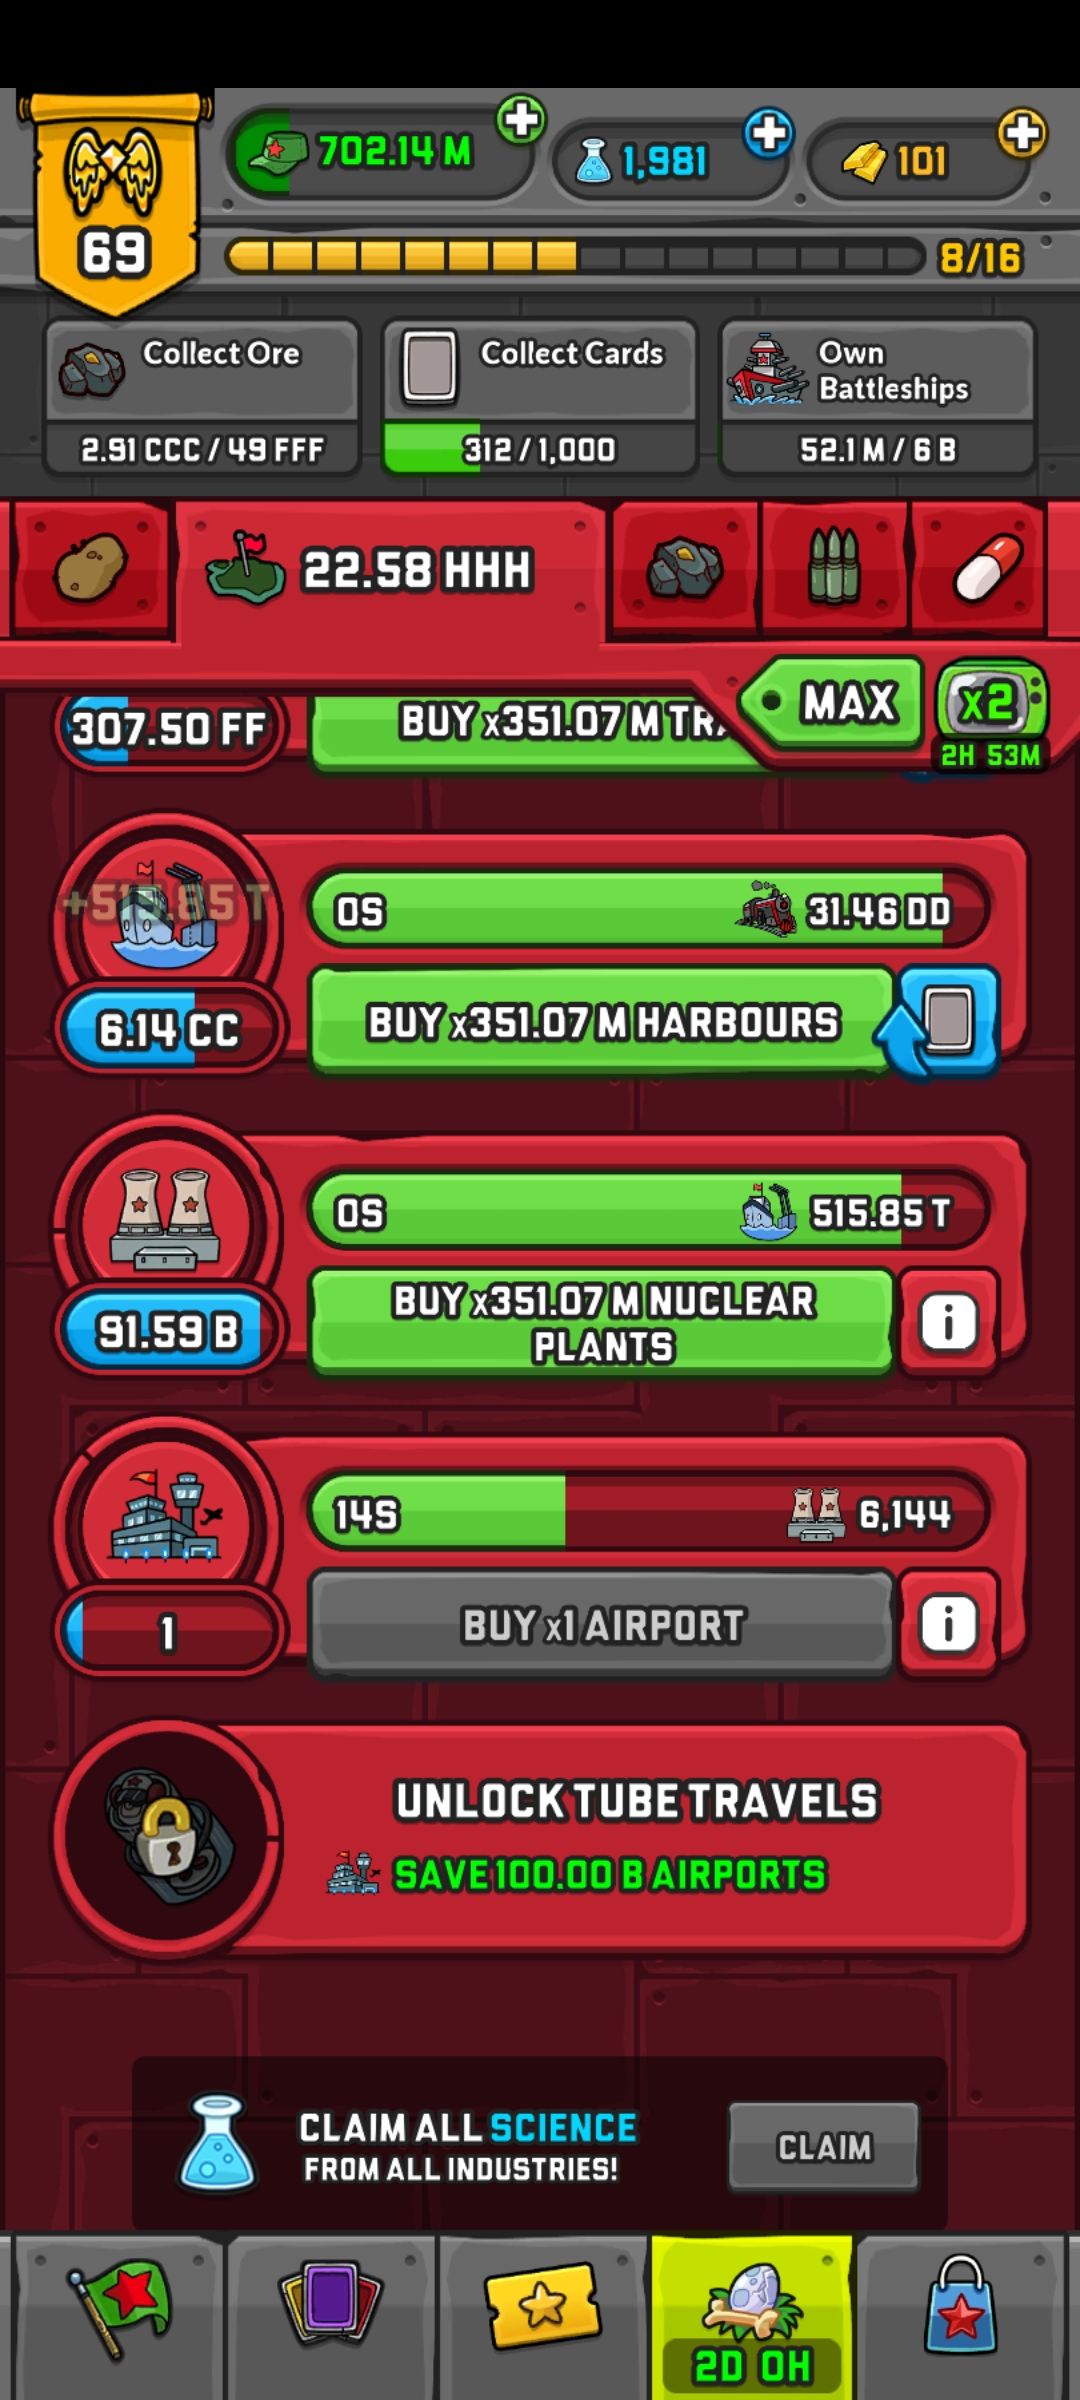 702.14 M
1,981
101
69
8/16
Collect Ore
2.91 CCC / 49 FFF
Collect Cards
312 / 1,000
Own
Battleships
52.1 M / 6 B
22.58 HHH
MAX
x2
2H 53M
307.50 FF
BUY x351.07 M
+515.85 T
0S
31.46 DD
6.14 CC
BUY x351.07 M HARBOURS
0S
515.85 T
91.59 B
BUY x351.07 M NUCLEAR
PLANTS
i
14S
6,144
1
BUY x1 AIRPORT
i
UNLOCK TUBE TRAVELS
SAVE 100.00 B AIRPORTS
CLAIM ALL SCIENCE
FROM ALL INDUSTRIES!
CLAIM
2D 0H